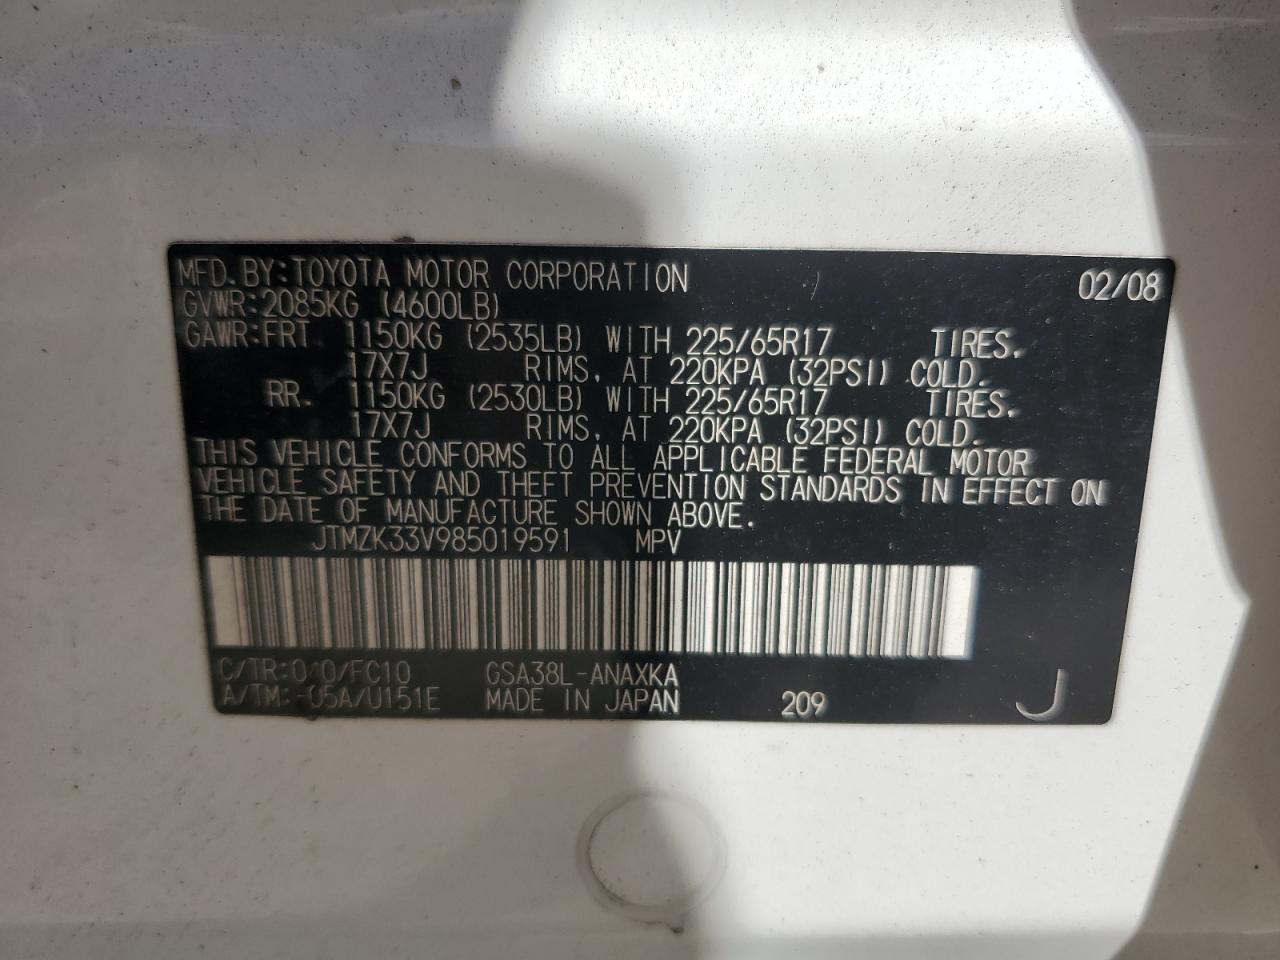 MFD. BY: TOYOTA MOTOR CORPORATION 02/08
GVWR: 2085KG (4600LB)
GAWR: FRT 1150KG (2535LB) WITH 225/65R17 TIRES.
17X7J RIMS, AT 220KPA (32PSI) COLD.
RR. 1150KG (2530LB) WITH 225/65R17 TIRES.
17X7J RIMS, AT 220KPA (32PSI) COLD.
THIS VEHICLE CONFORMS TO ALL APPLICABLE FEDERAL MOTOR
VEHICLE SAFETY AND THEFT PREVENTION STANDARDS IN EFFECT ON
THE DATE OF MANUFACTURE SHOWN ABOVE.
JTMZK33V985019591 MPV
C/TR: 040/FC10 GSA38L-ANAXKA
A/TM: -05A/U151E MADE IN JAPAN 209 J